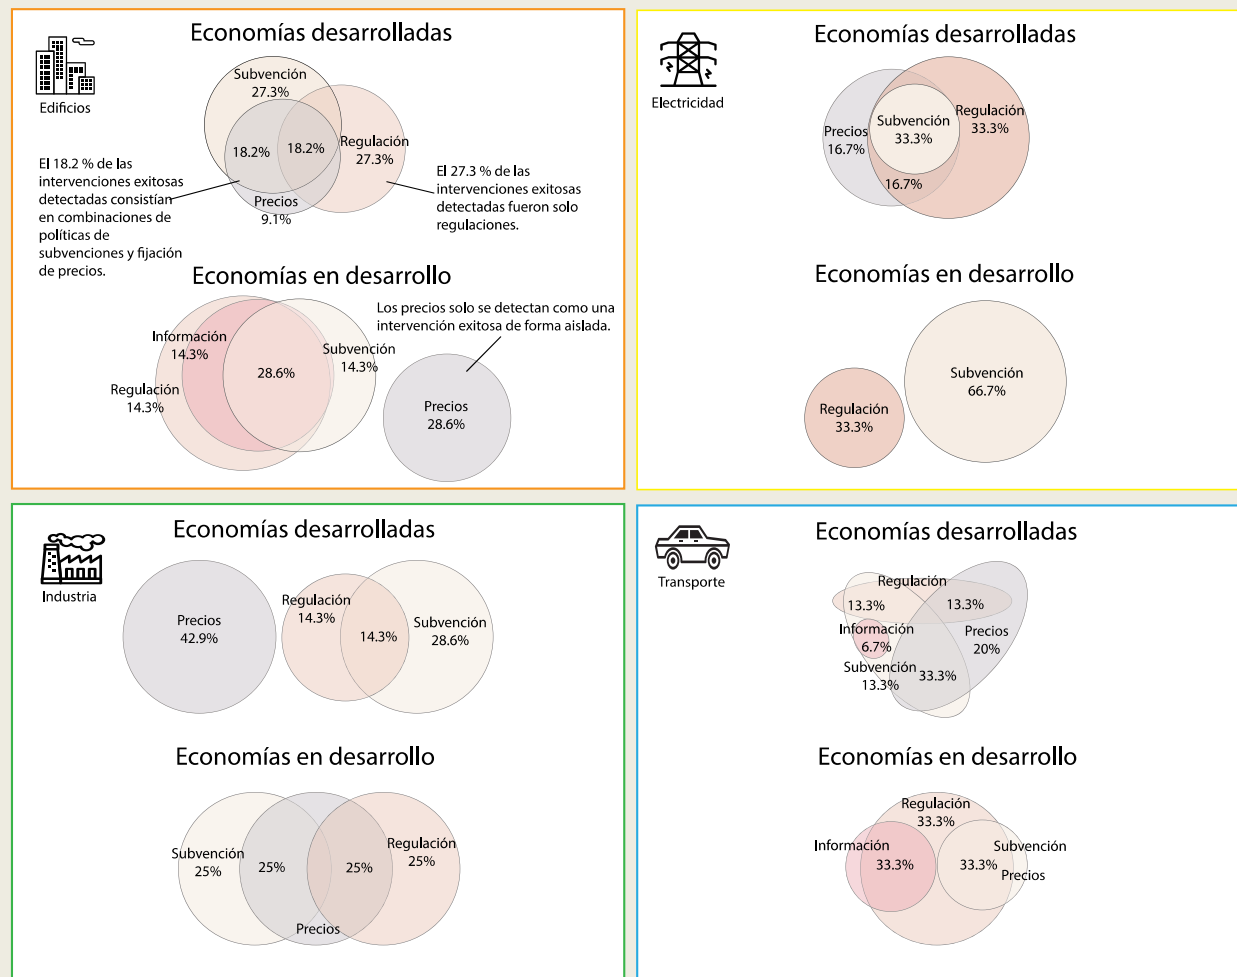 Edificios
Economías desarrolladas
Subvención
27.3%
18.2%
18.2%
Regulación
27.3%
Precios
9.1%
El 18.2 % de las
intervenciones exitosas
detectadas consistían
en combinaciones de
políticas de
subvenciones y fijación
de precios.
El 27.3 % de las
intervenciones exitosas
detectadas fueron solo
regulaciones.
Economías en desarrollo
Información
14.3%
Regulación
14.3%
28.6%
Subvención
14.3%
Los precios solo se detectan como una
intervención exitosa de forma aislada.
Precios
28.6%
Electricidad
Economías desarrolladas
Precios
16.7%
Subvención
33.3%
Regulación
33.3%
16.7%
Economías en desarrollo
Regulación
33.3%
Subvención
66.7%
Industria
Economías desarrolladas
Precios
42.9%
Regulación
14.3%
14.3%
Subvención
28.6%
Economías en desarrollo
Subvención
25%
25%
25%
Regulación
25%
Precios
Transporte
Economías desarrolladas
Regulación
13.3%
13.3%
Información
6.7%
Precios
20%
Subvención
13.3%
33.3%
Economías en desarrollo
Regulación
33.3%
Información
33.3%
33.3%
Subvención
Precios